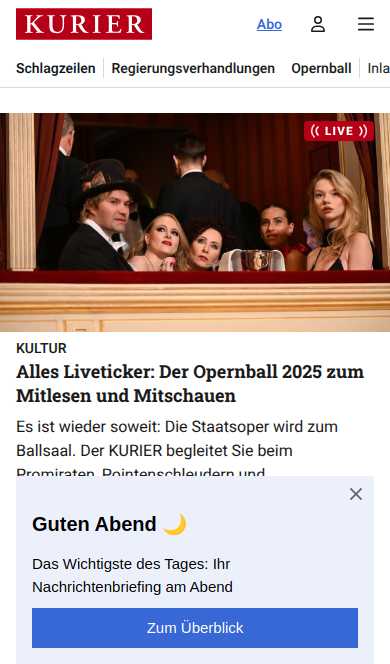 KURIER
Abo
Schlagzeilen
Regierungsverhandlungen
Opernball
Inla
LIVE
KULTUR
Alles Liveticker: Der Opernball 2025 zum
Mitlesen und Mitschauen
Es ist wieder soweit: Die Staatsoper wird zum
Ballsaal. Der KURIER begleitet Sie beim
Promiraten, Pointenschleudern und
Guten Abend 🌙
Das Wichtigste des Tages: Ihr
Nachrichtenbriefing am Abend
Zum Überblick